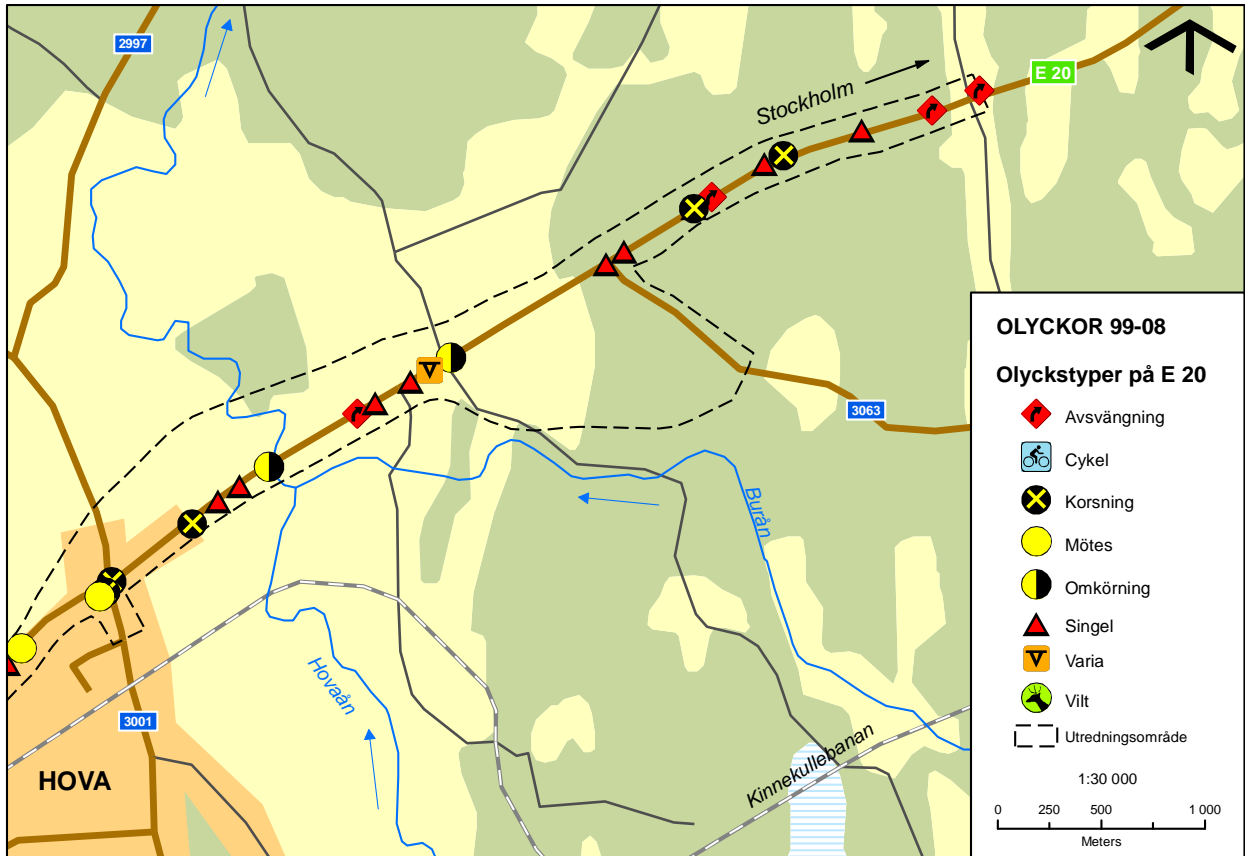 2997
E 20
Stockholm
3063
Burån
Hovaån
3001
HOVA
Kinnekullebanan
OLYCKOR 99-08
Olyckstyper på E 20
Avsvängning
Cykel
Korsning
Mötes
Omkörning
Singel
Varia
Vilt
Utredningsområde
1:30 000
0 250 500 1 000
Meters